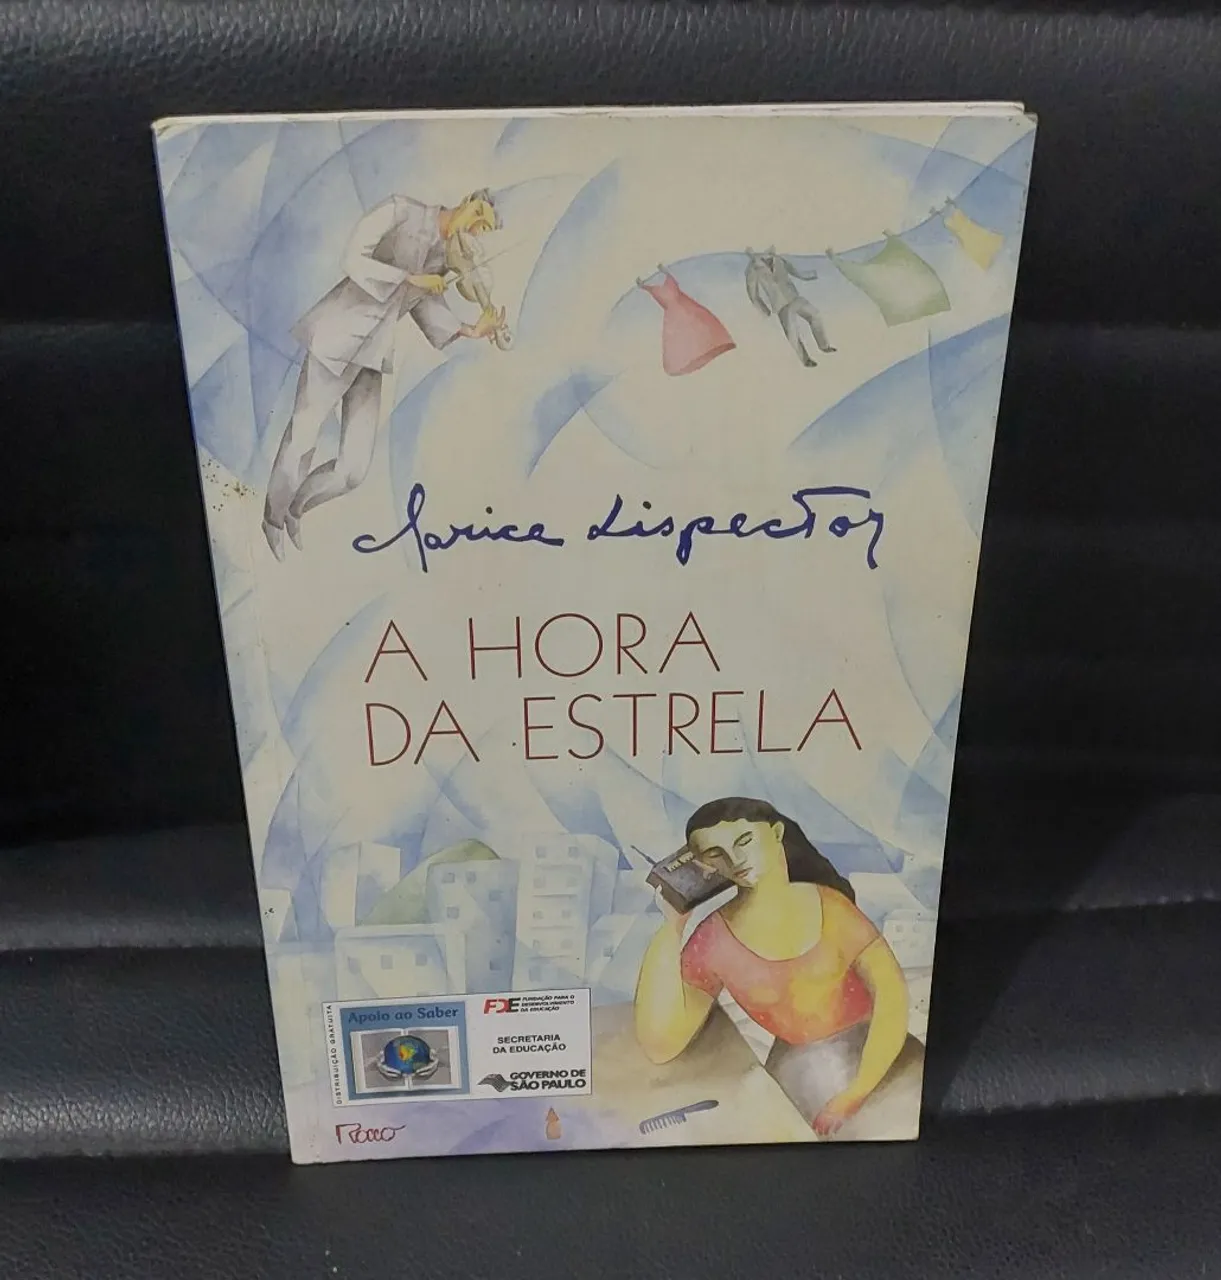 Clarice Lispector
A HORA
DA ESTRELA
DISTRIBUIÇÃO GRATUITA
Apoio ao Saber
FDE FUNDAÇÃO PARA O
DESENVOLVIMENTO
DA EDUCAÇÃO
SECRETARIA
DA EDUCAÇÃO
GOVERNO DE
SÃO PAULO
Rocco